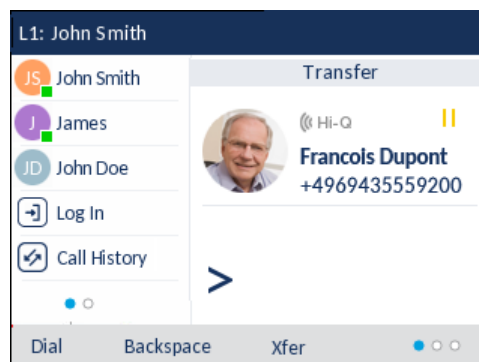 L1: John Smith
JS John Smith
J James
JD John Doe
Log In
Call History
Transfer
Hi-Q
Francois Dupont
+4969435559200
>
Dial Backspace Xfer